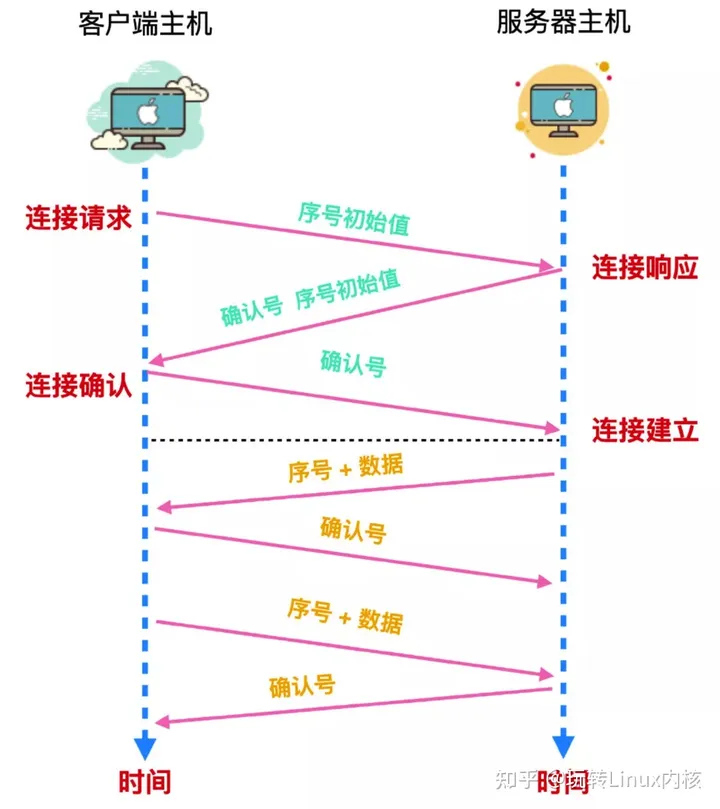 客户端主机
服务器主机
连接请求
序号初始值
连接响应
确认号 序号初始值
连接确认
确认号
连接建立
序号 + 数据
确认号
序号 + 数据
确认号
时间
时间
知乎 @玩转Linux内核